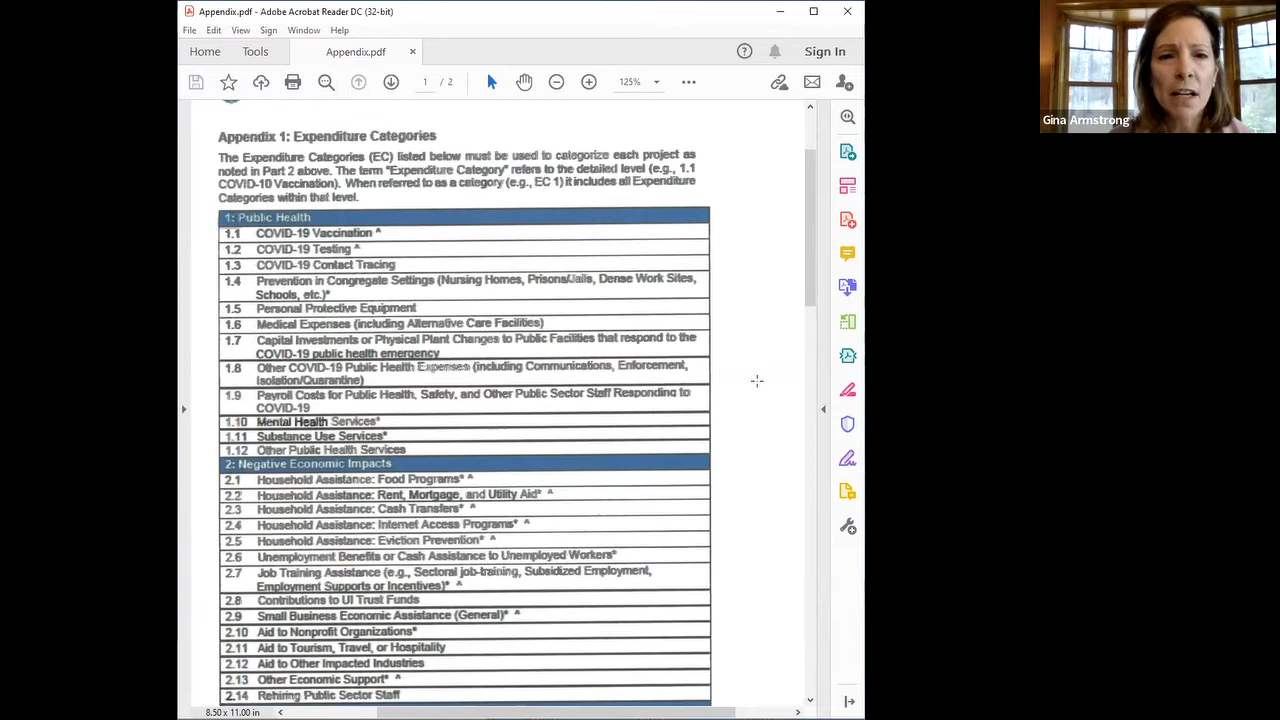 Appendix.pdf - Adobe Acrobat Reader DC (32-bit)
File Edit View Sign Window Help
Home Tools Appendix.pdf × Sign In
1 / 2 125%
Appendix 1: Expenditure Categories
The Expenditure Categories (EC) listed below must be used to categorize each project as
noted in Part 2 above. The term "Expenditure Category" refers to the detailed level (e.g., 1.1
COVID-10 Vaccination). When referred to as a category (e.g., EC 1) it includes all Expenditure
Categories within that level.
1: Public Health
1.1 COVID-19 Vaccination ^
1.2 COVID-19 Testing ^
1.3 COVID-19 Contact Tracing
1.4 Prevention in Congregate Settings (Nursing Homes, Prisons/Jails, Dense Work Sites,
Schools, etc.)*
1.5 Personal Protective Equipment
1.6 Medical Expenses (including Alternative Care Facilities)
1.7 Capital Investments or Physical Plant Changes to Public Facilities that respond to the
COVID-19 public health emergency
1.8 Other COVID-19 Public Health Expenses (including Communications, Enforcement,
Isolation/Quarantine)
1.9 Payroll Costs for Public Health, Safety, and Other Public Sector Staff Responding to
COVID-19
1.10 Mental Health Services*
1.11 Substance Use Services*
1.12 Other Public Health Services
2: Negative Economic Impacts
2.1 Household Assistance: Food Programs* ^
2.2 Household Assistance: Rent, Mortgage, and Utility Aid* ^
2.3 Household Assistance: Cash Transfers* ^
2.4 Household Assistance: Internet Access Programs* ^
2.5 Household Assistance: Eviction Prevention* ^
2.6 Unemployment Benefits or Cash Assistance to Unemployed Workers*
2.7 Job Training Assistance (e.g., Sectoral job-training, Subsidized Employment,
Employment Supports or Incentives)* ^
2.8 Contributions to UI Trust Funds
2.9 Small Business Economic Assistance (General)* ^
2.10 Aid to Nonprofit Organizations*
2.11 Aid to Tourism, Travel, or Hospitality
2.12 Aid to Other Impacted Industries
2.13 Other Economic Support* ^
2.14 Rehiring Public Sector Staff
8.50 x 11.00 in
Gina Armstrong